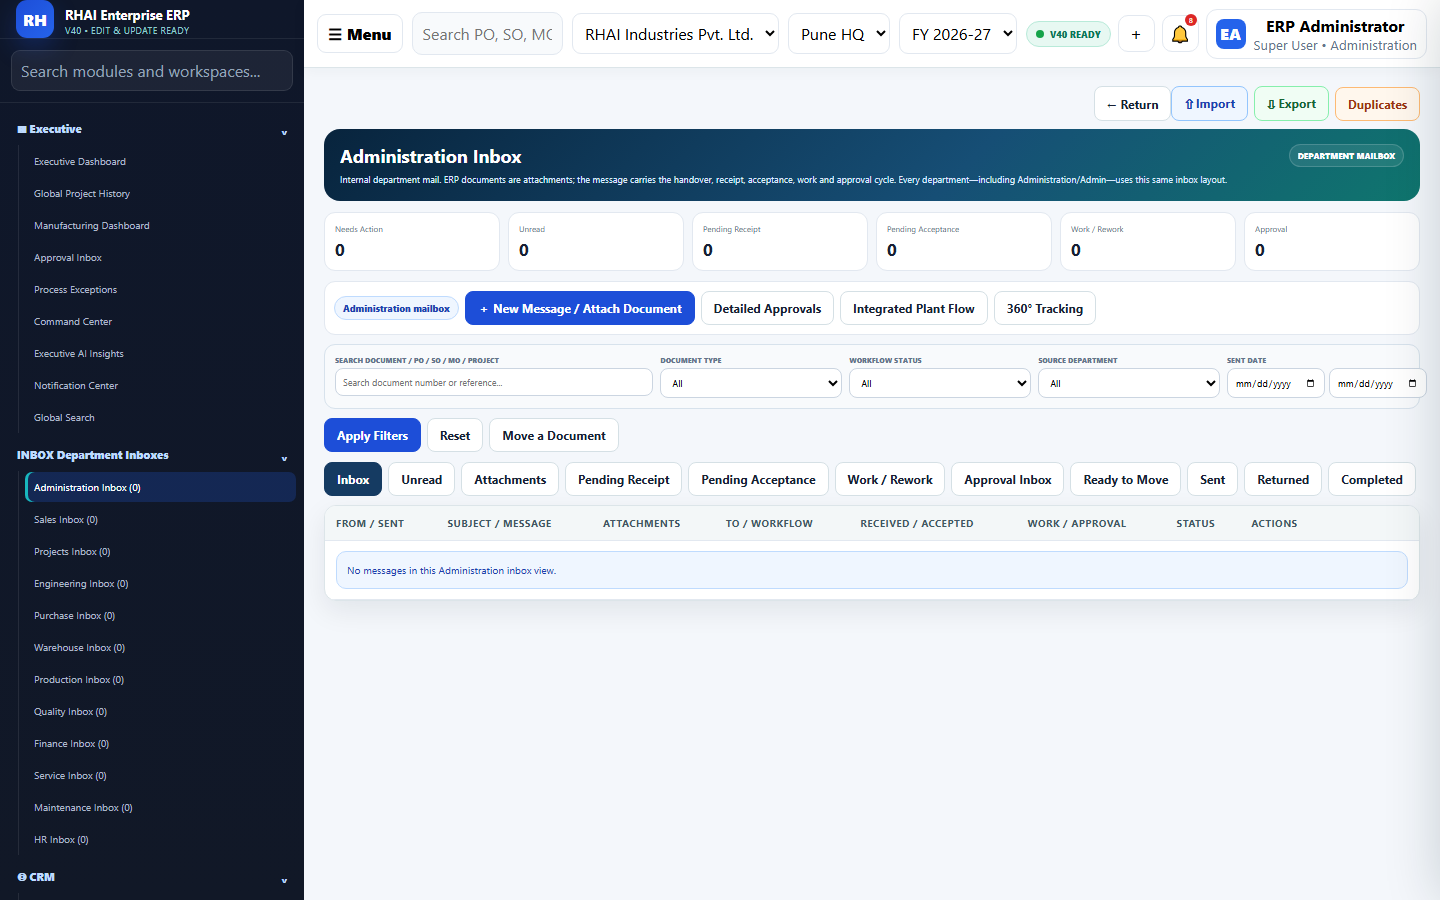 RH
RHAI Enterprise ERP
V40 • EDIT & UPDATE READY
Search modules and workspaces...
Executive
Executive Dashboard
Global Project History
Manufacturing Dashboard
Approval Inbox
Process Exceptions
Command Center
Executive AI Insights
Notification Center
Global Search
INBOX Department Inboxes
Administration Inbox (0)
Sales Inbox (0)
Projects Inbox (0)
Engineering Inbox (0)
Purchase Inbox (0)
Warehouse Inbox (0)
Production Inbox (0)
Quality Inbox (0)
Finance Inbox (0)
Service Inbox (0)
Maintenance Inbox (0)
HR Inbox (0)
CRM
☰ Menu
Search PO, SO, MO
RHAI Industries Pvt. Ltd.
Pune HQ
FY 2026-27
V40 READY
+
8
EA
ERP Administrator
Super User • Administration
← Return
⇧ Import
⇩ Export
Duplicates
Administration Inbox
DEPARTMENT MAILBOX
Internal department mail. ERP documents are attachments; the message carries the handover, receipt, acceptance, work and approval cycle. Every department—including Administration/Admin—uses this same inbox layout.
Needs Action
0
Unread
0
Pending Receipt
0
Pending Acceptance
0
Work / Rework
0
Approval
0
Administration mailbox
+ New Message / Attach Document
Detailed Approvals
Integrated Plant Flow
360° Tracking
SEARCH DOCUMENT / PO / SO / MO / PROJECT
DOCUMENT TYPE
WORKFLOW STATUS
SOURCE DEPARTMENT
SENT DATE
Search document number or reference...
All
All
All
mm/dd/yyyy
mm/dd/yyyy
Apply Filters
Reset
Move a Document
Inbox
Unread
Attachments
Pending Receipt
Pending Acceptance
Work / Rework
Approval Inbox
Ready to Move
Sent
Returned
Completed
FROM / SENT
SUBJECT / MESSAGE
ATTACHMENTS
TO / WORKFLOW
RECEIVED / ACCEPTED
WORK / APPROVAL
STATUS
ACTIONS
No messages in this Administration inbox view.